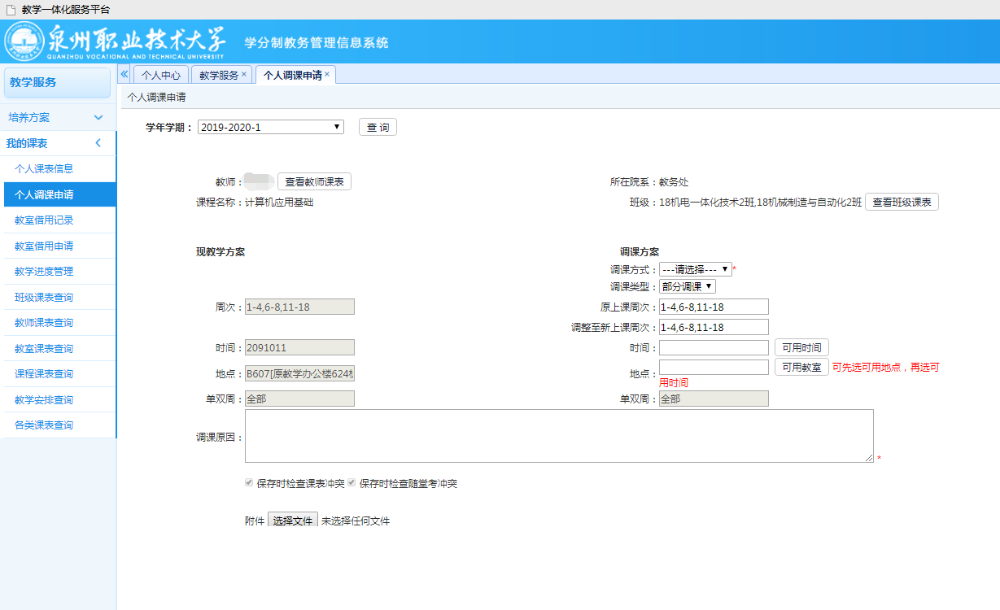 教学一体化服务平台
泉州职业技术大学
QUANZHOU VOCATIONAL AND TECHNICAL UNIVERSITY
学分制教务管理信息系统
教学服务
培养方案
我的课表
个人课表信息
个人调课申请
教室借用记录
教室借用申请
教学进度管理
班级课表查询
教师课表查询
教室课表查询
课程课表查询
教学安排查询
各类课表查询
个人中心 教学服务 × 个人调课申请 ×
个人调课申请
学年学期： 2019-2020-1 查 询
教师： 查看教师课表 所在院系：教务处
课程名称：计算机应用基础 班级：18机电一体化技术2班,18机械制造与自动化2班 查看班级课表
现教学方案 调课方案
调课方式：---请选择--- *
调课类型：部分调课
周次：1-4,6-8,11-18 原上课周次：1-4,6-8,11-18
调整至新上课周次：1-4,6-8,11-18
时间：2091011 时间： 可用时间
地点：B607[原教学办公楼624机 地点： 可用教室 可先选可用地点，再选可
用时间
单双周：全部 单双周：全部
调课原因： *
保存时检查课表冲突 保存时检查随堂考冲突
附件 选择文件 未选择任何文件